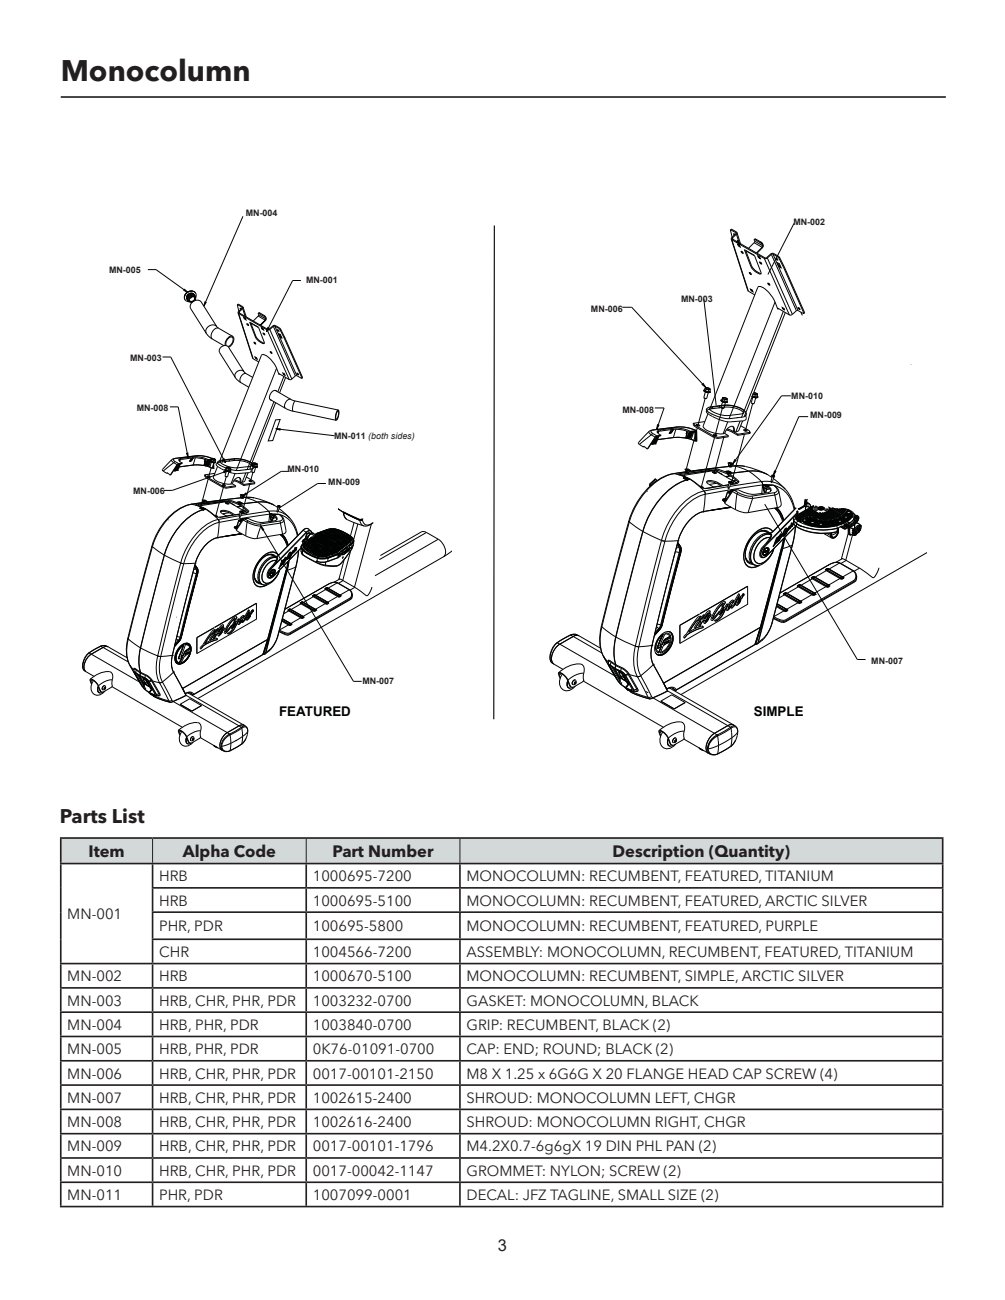 Monocolumn
MN-004
MN-005
MN-001
MN-003
MN-008
MN-011 (both sides)
MN-010
MN-009
MN-006
MN-007
FEATURED
MN-002
MN-003
MN-006
MN-010
MN-008
MN-009
MN-007
SIMPLE
Parts List
Item Alpha Code Part Number Description (Quantity)
MN-001 HRB 1000695-7200 MONOCOLUMN: RECUMBENT, FEATURED, TITANIUM
HRB 1000695-5100 MONOCOLUMN: RECUMBENT, FEATURED, ARCTIC SILVER
PHR, PDR 100695-5800 MONOCOLUMN: RECUMBENT, FEATURED, PURPLE
CHR 1004566-7200 ASSEMBLY: MONOCOLUMN, RECUMBENT, FEATURED, TITANIUM
MN-002 HRB 1000670-5100 MONOCOLUMN: RECUMBENT, SIMPLE, ARCTIC SILVER
MN-003 HRB, CHR, PHR, PDR 1003232-0700 GASKET: MONOCOLUMN, BLACK
MN-004 HRB, PHR, PDR 1003840-0700 GRIP: RECUMBENT, BLACK (2)
MN-005 HRB, PHR, PDR 0K76-01091-0700 CAP: END; ROUND; BLACK (2)
MN-006 HRB, CHR, PHR, PDR 0017-00101-2150 M8 X 1.25 x 6G6G X 20 FLANGE HEAD CAP SCREW (4)
MN-007 HRB, CHR, PHR, PDR 1002615-2400 SHROUD: MONOCOLUMN LEFT, CHGR
MN-008 HRB, CHR, PHR, PDR 1002616-2400 SHROUD: MONOCOLUMN RIGHT, CHGR
MN-009 HRB, CHR, PHR, PDR 0017-00101-1796 M4.2X0.7-6g6gX 19 DIN PHL PAN (2)
MN-010 HRB, CHR, PHR, PDR 0017-00042-1147 GROMMET: NYLON; SCREW (2)
MN-011 PHR, PDR 1007099-0001 DECAL: JFZ TAGLINE, SMALL SIZE (2)
3